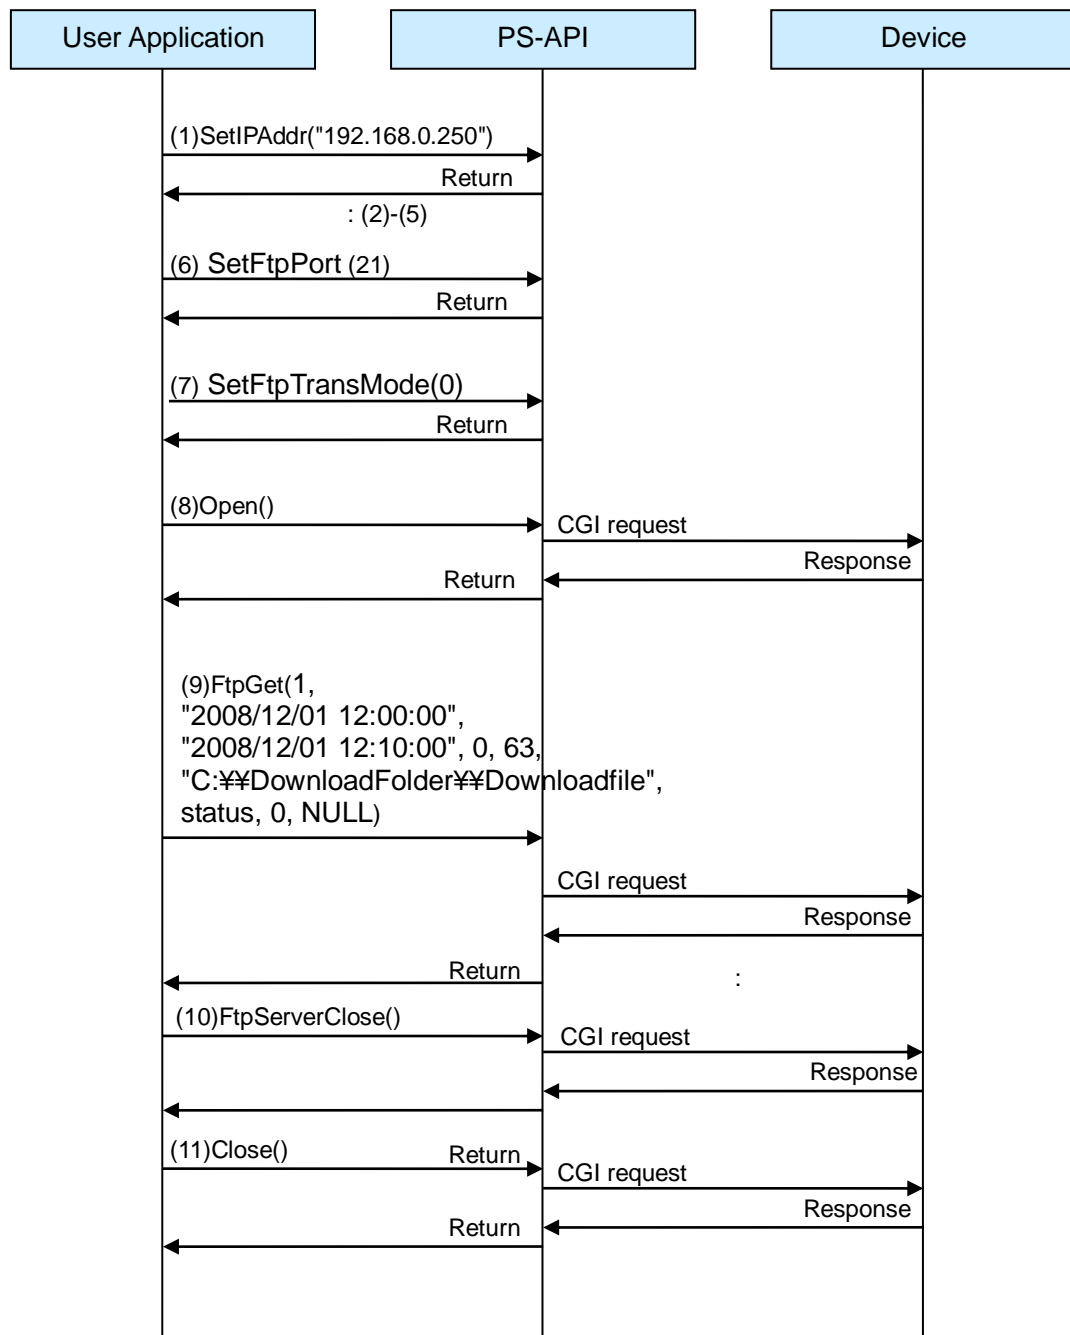 User Application
PS-API
Device
(1)SetIPAddr("192.168.0.250")
Return
: (2)-(5)
(6) SetFtpPort (21)
Return
(7) SetFtpTransMode(0)
Return
(8)Open()
CGI request
Response
Return
(9)FtpGet(1,
"2008/12/01 12:00:00",
"2008/12/01 12:10:00", 0, 63,
"C:¥¥DownloadFolder¥¥Downloadfile",
status, 0, NULL)
CGI request
Response
Return
:
(10)FtpServerClose()
CGI request
Response
(11)Close()
Return
CGI request
Response
Return